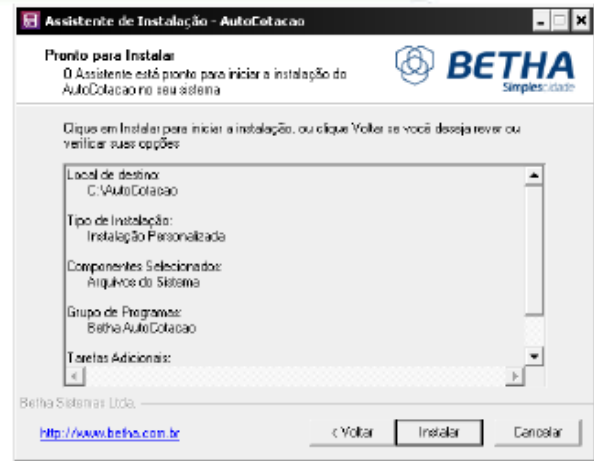 Assistente de Instalação - AutoCotacao
Pronto para Instalar
O Assistente está pronto para iniciar a instalação do
AutoCotacao no seu sistema
BETHA
Simplescidade
Clique em Instalar para iniciar a instalação, ou clique Voltar se você deseja rever ou
verificar suas opções
Local de destino:
C:\AutoCotacao
Tipo de Instalação:
Instalação Personalizada
Componentes Selecionados:
Arquivos do Sistema
Grupo de Programas:
Betha AutoCotacao
Tarefas Adicionais:
Betha Sistemas Ltda.
http://www.betha.com.br
< Voltar
Instalar
Cancelar